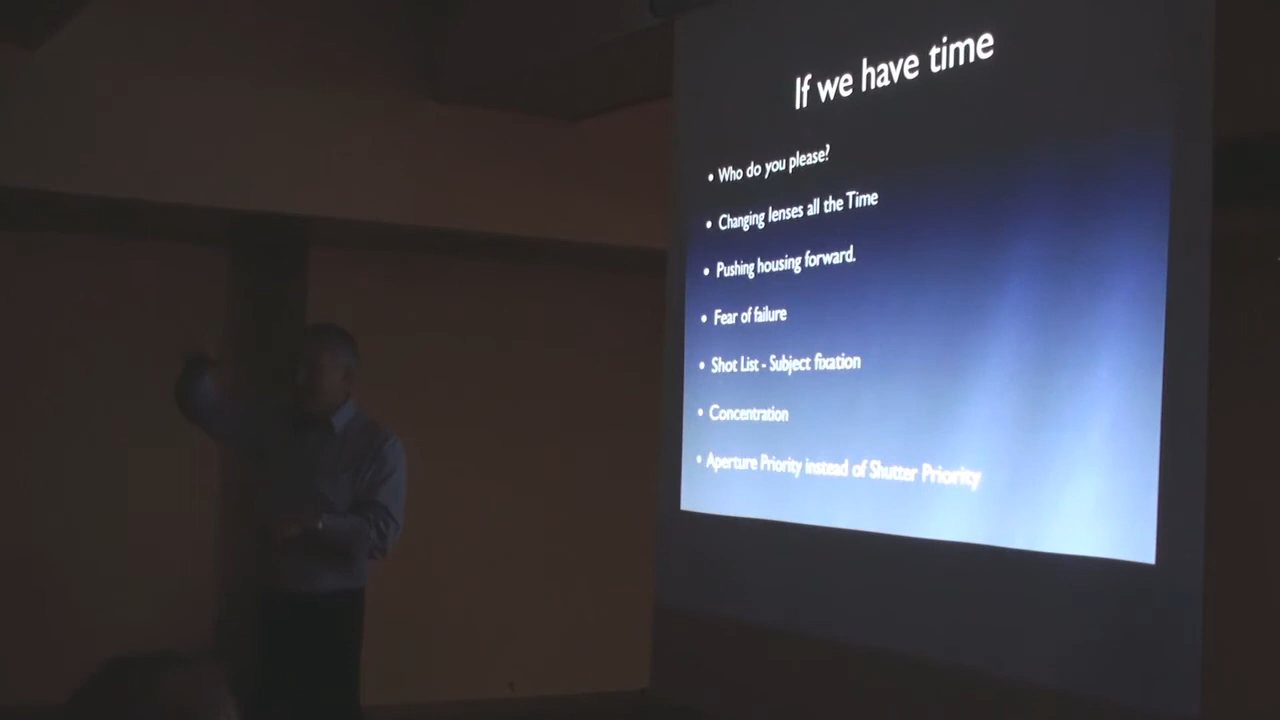 If we have time
• Who do you please?
• Changing lenses all the Time
• Pushing housing forward.
• Fear of failure
• Shot List - Subject fixation
• Concentration
• Aperture Priority instead of Shutter Priority